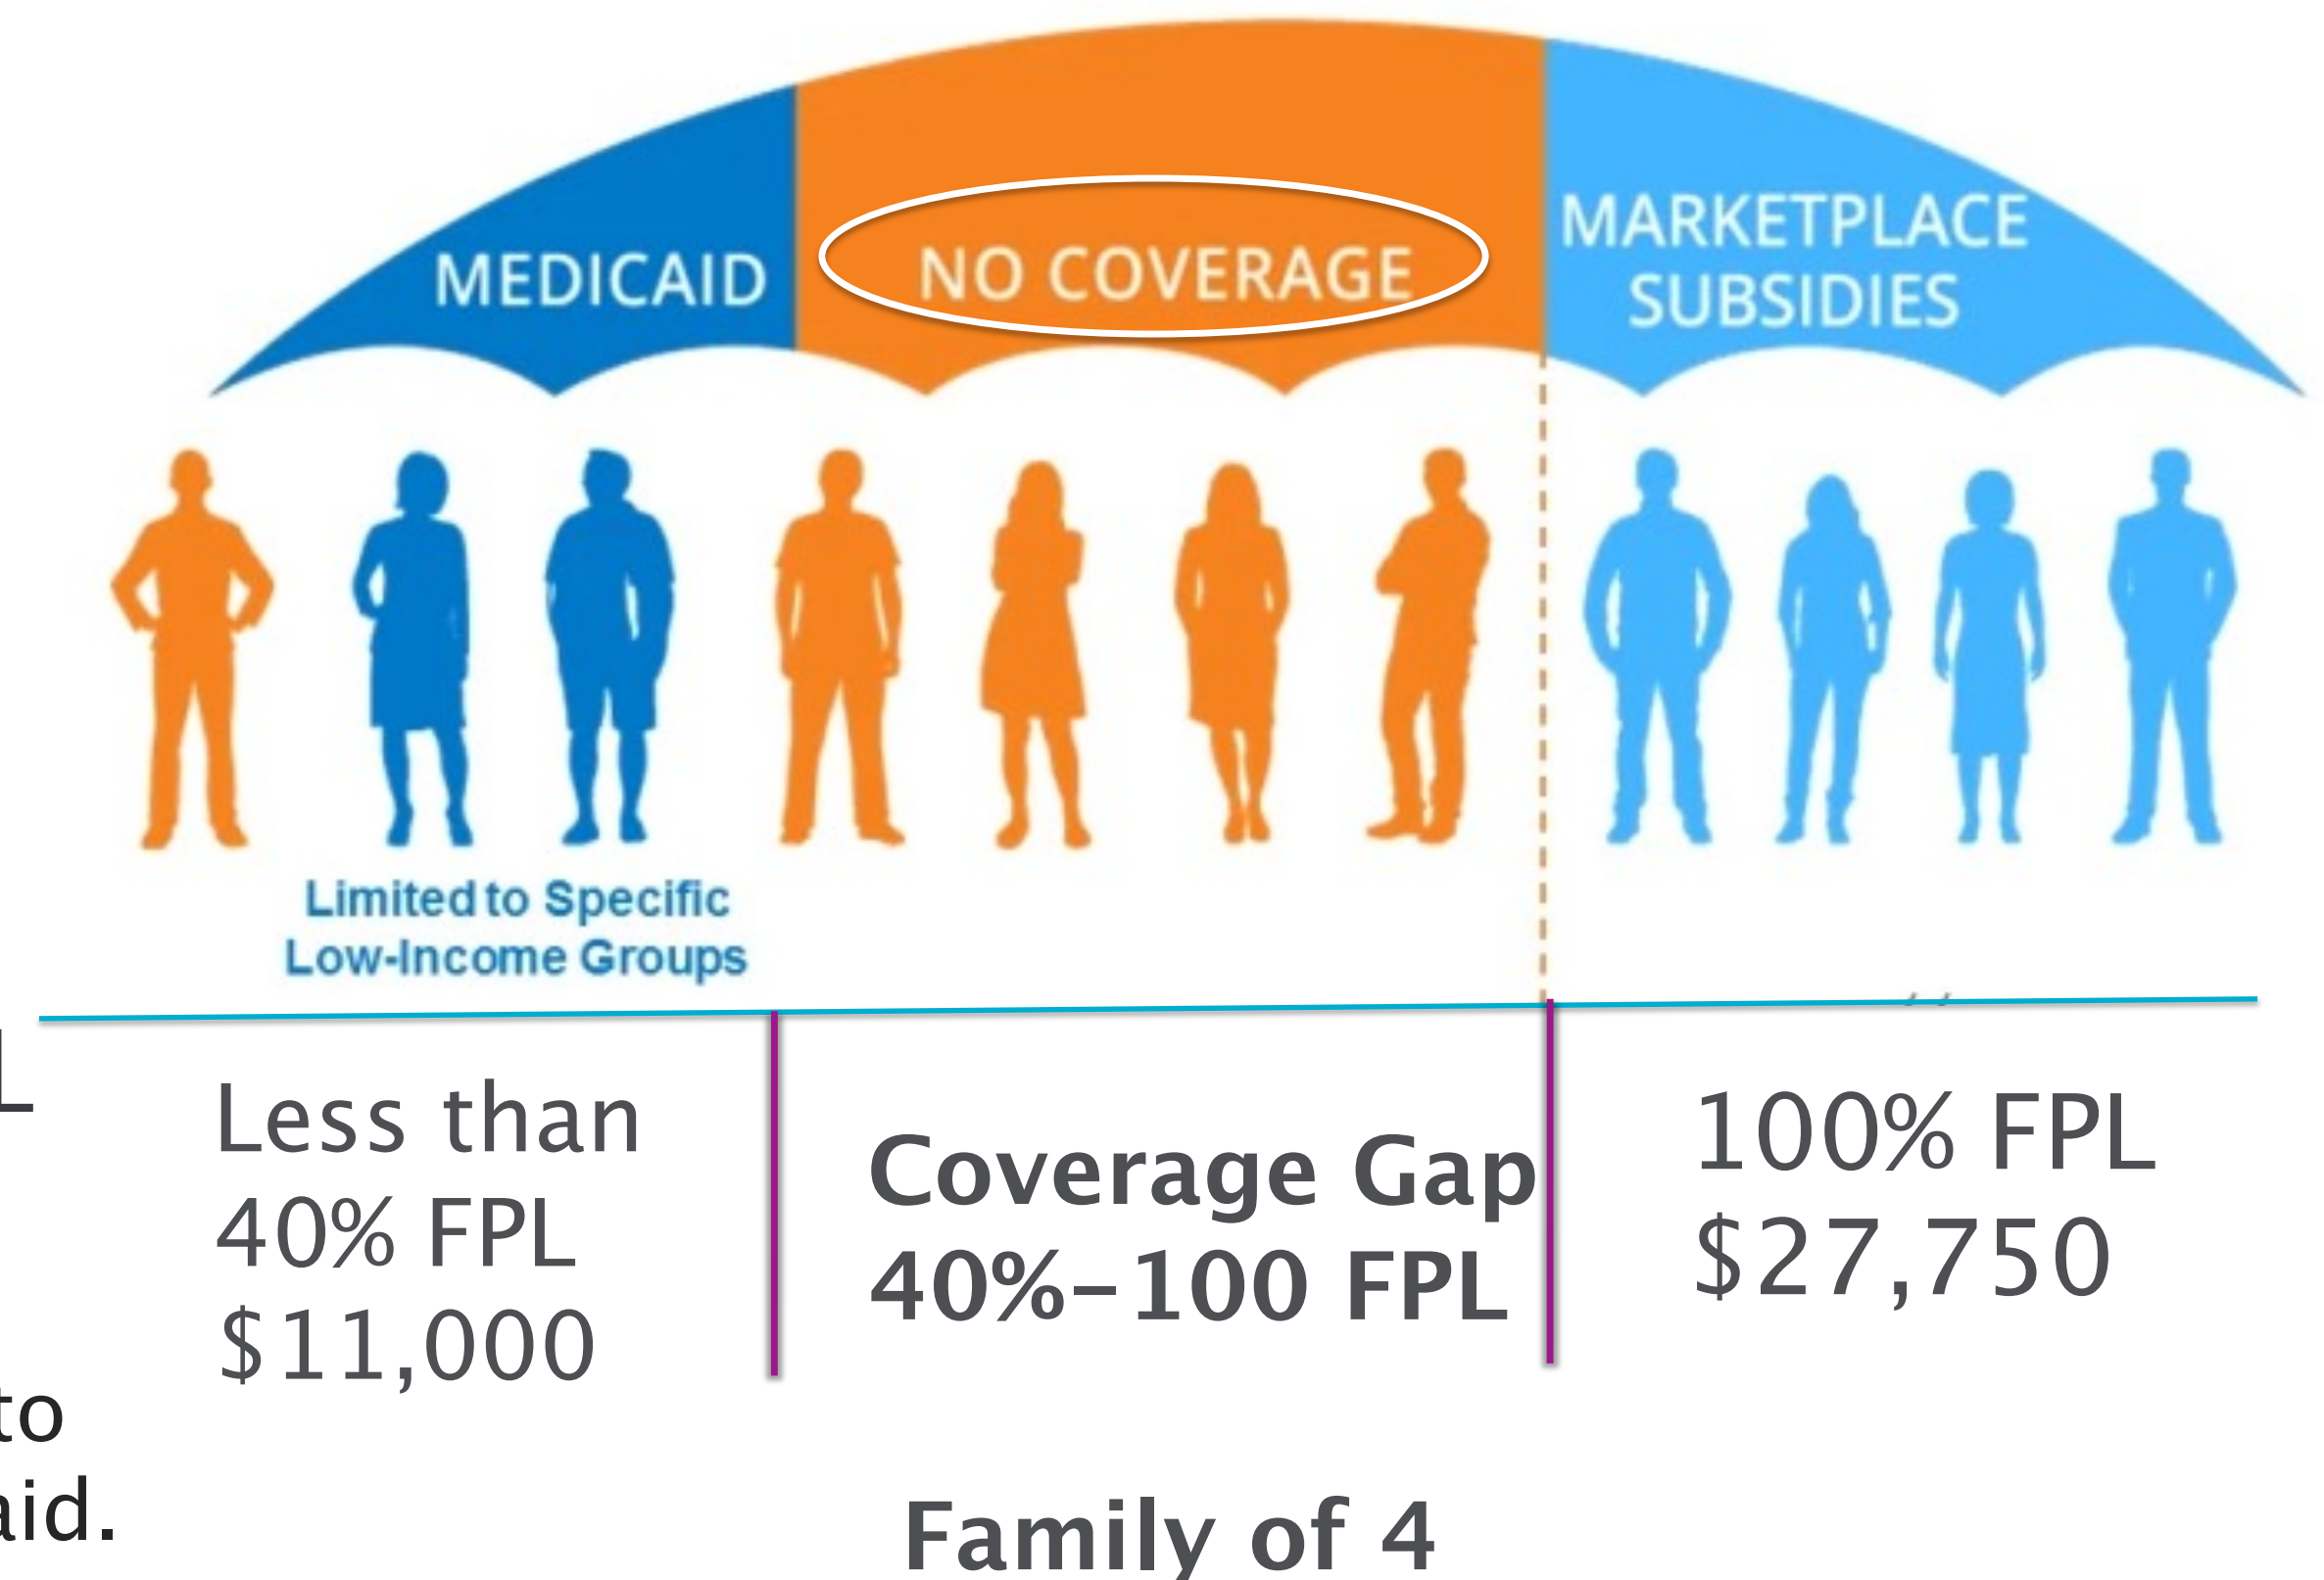 MEDICAID
NO COVERAGE
MARKETPLACE
SUBSIDIES
Limited to Specific
Low-Income Groups
L
Less than
40% FPL
$11,000
Coverage Gap
40%-100 FPL
100% FPL
$27,750
to
aid.
Family of 4